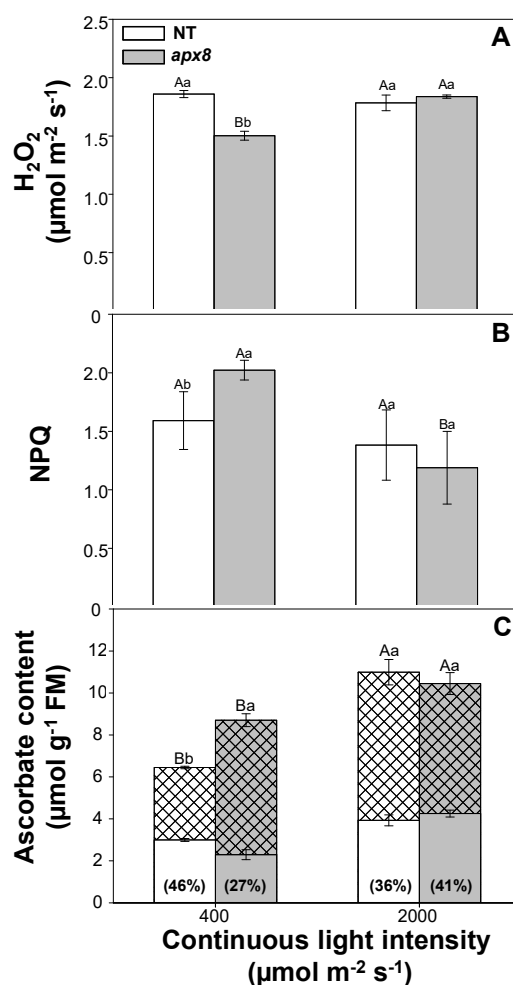 2.5
NT
apx8
A
Aa
Bb
Aa
Aa
2.0
1.5
1.0
0.5
0
H2O2
(µmol m-2 s-1)
B
Ab
Aa
Aa
Ba
2.0
1.5
1.0
0.5
0
NPQ
C
Bb
Ba
Aa
Aa
12
10
8
6
4
2
0
(46%) (27%) (36%) (41%)
Ascorbate content
(µmol g-1 FM)
400 2000
Continuous light intensity
(µmol m-2 s-1)